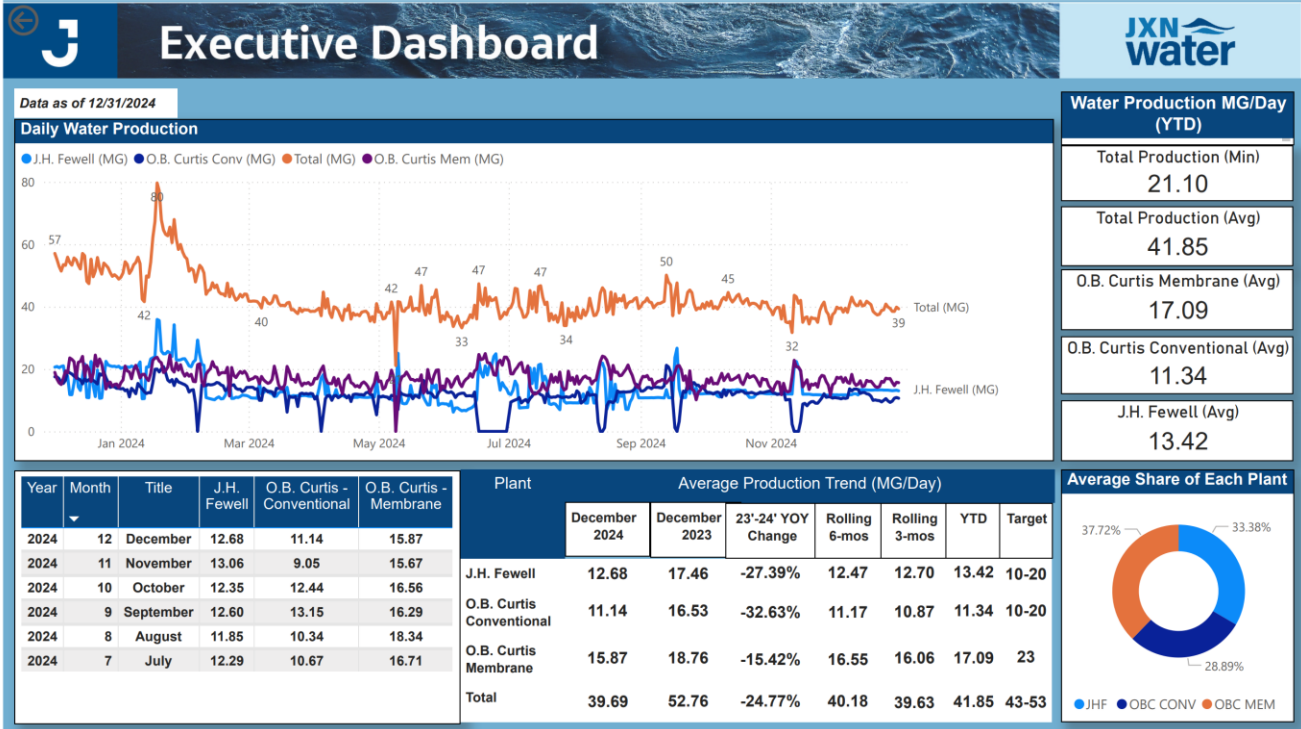 J
Executive Dashboard
JXN
water
Data as of 12/31/2024
Daily Water Production
J.H. Fewell (MG) O.B. Curtis Conv (MG) Total (MG) O.B. Curtis Mem (MG)
80
60
40
20
0
57
80
42
40
42
47
33
47
47
34
50
45
32
39
Total (MG)
J.H. Fewell (MG)
Jan 2024 Mar 2024 May 2024 Jul 2024 Sep 2024 Nov 2024
Water Production MG/Day
(YTD)
Total Production (Min)
21.10
Total Production (Avg)
41.85
O.B. Curtis Membrane (Avg)
17.09
O.B. Curtis Conventional (Avg)
11.34
J.H. Fewell (Avg)
13.42
Year Month Title J.H. Fewell O.B. Curtis - Conventional O.B. Curtis - Membrane
2024 12 December 12.68 11.14 15.87
2024 11 November 13.06 9.05 15.67
2024 10 October 12.35 12.44 16.56
2024 9 September 12.60 13.15 16.29
2024 8 August 11.85 10.34 18.34
2024 7 July 12.29 10.67 16.71
Plant Average Production Trend (MG/Day)
December 2024 December 2023 23'-24' YOY Change Rolling 6-mos Rolling 3-mos YTD Target
J.H. Fewell 12.68 17.46 -27.39% 12.47 12.70 13.42 10-20
O.B. Curtis Conventional 11.14 16.53 -32.63% 11.17 10.87 11.34 10-20
O.B. Curtis Membrane 15.87 18.76 -15.42% 16.55 16.06 17.09 23
Total 39.69 52.76 -24.77% 40.18 39.63 41.85 43-53
Average Share of Each Plant
37.72%
33.38%
28.89%
JHF OBC CONV OBC MEM